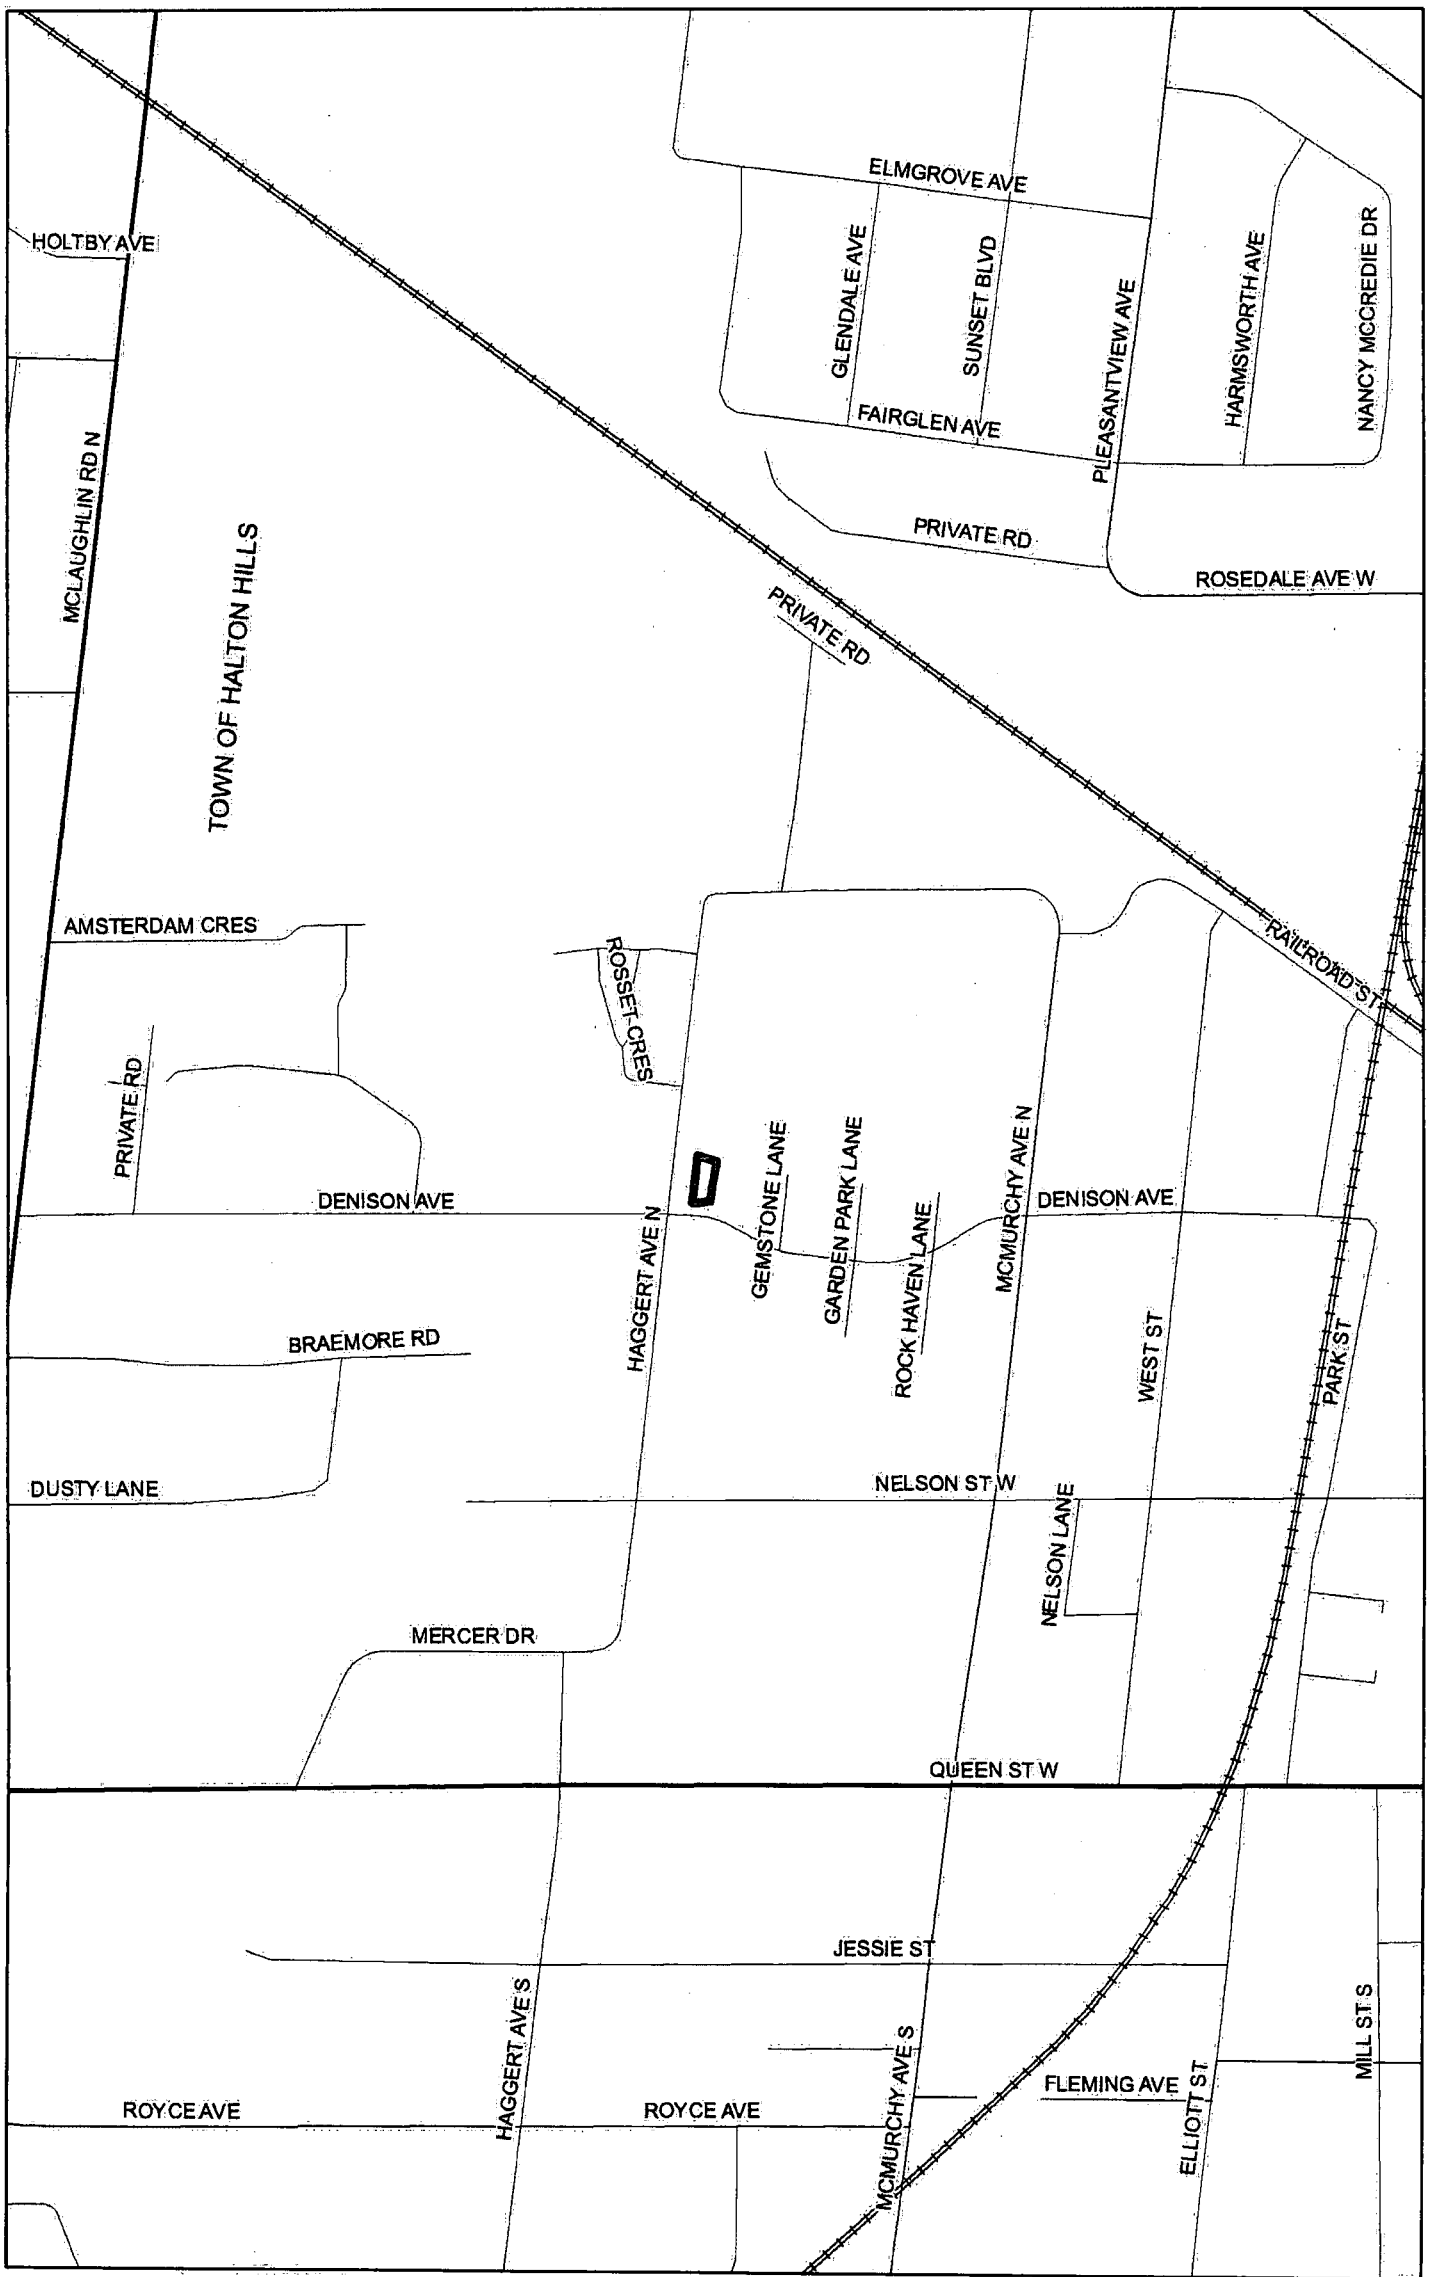 ELMGROVE AVE
HOLTBY AVE
GLENDALE AVE
SUNSET BLVD
PLEASANTVIEW AVE
HARMSWORTH AVE
NANCY MCCREDIE DR
FAIRGLEN AVE
MCLAUGHLIN RD N
TOWN OF HALTON HILLS
PRIVATE RD
ROSEDALE AVE W
PRIVATE RD
AMSTERDAM CRES
ROSSET CRES
RAILROAD ST
PRIVATE RD
DENISON AVE
HAGGERT AVE N
GEMSTONE LANE
GARDEN PARK LANE
ROCK HAVEN LANE
MCMURCHY AVE N
DENISON AVE
BRAEMORE RD
WEST ST
PARK ST
DUSTY LANE
NELSON ST W
NELSON LANE
MERCER DR
QUEEN ST W
JESSIE ST
HAGGERT AVE S
MCMURCHY AVE S
FLEMING AVE
ELLIOTT ST
MILL ST S
ROYCE AVE
ROYCE AVE